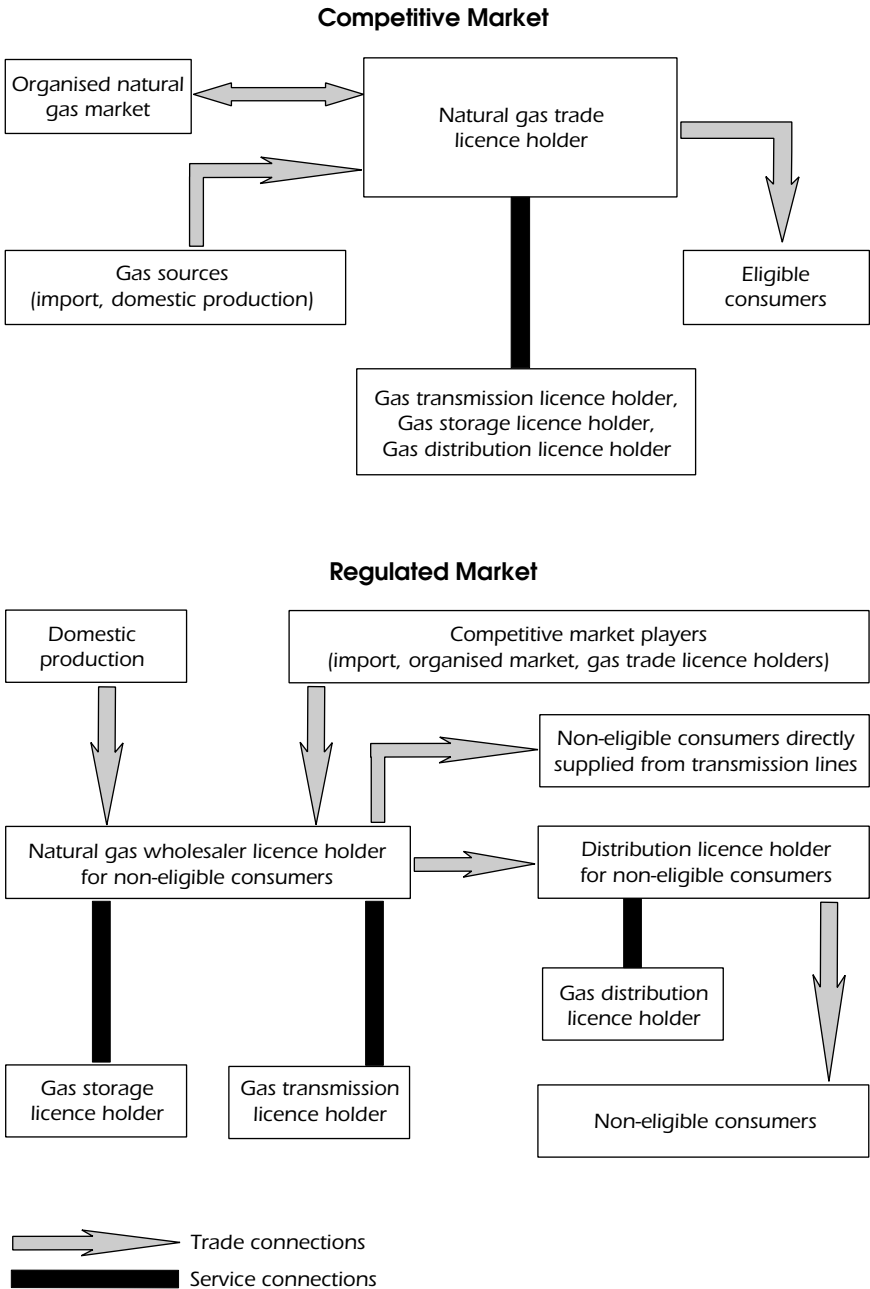 Competitive Market
Organised natural
gas market
Natural gas trade
licence holder
Gas sources
(import, domestic production)
Eligible
consumers
Gas transmission licence holder,
Gas storage licence holder,
Gas distribution licence holder
Regulated Market
Domestic
production
Competitive market players
(import, organised market, gas trade licence holders)
Non-eligible consumers directly
supplied from transmission lines
Natural gas wholesaler licence holder
for non-eligible consumers
Distribution licence holder
for non-eligible consumers
Gas distribution
licence holder
Gas storage
licence holder
Gas transmission
licence holder
Non-eligible consumers
Trade connections
Service connections